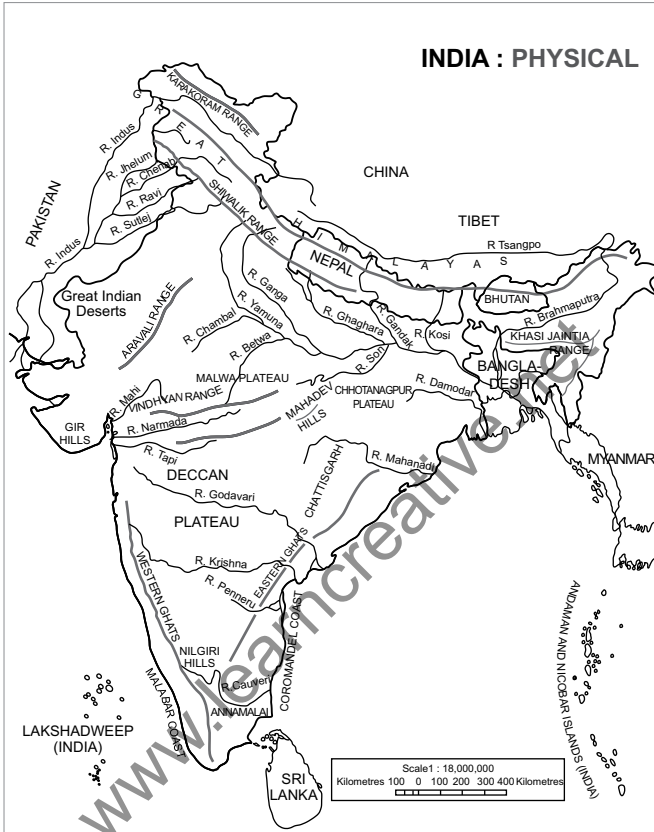 INDIA : PHYSICAL
KARAKORAM RANGE
GREAT
HIMALAYAS
CHINA
TIBET
R. Indus
R. Jhelum
R. Chenab
R. Ravi
R. Sutlej
PAKISTAN
R. Indus
SHIWALIK RANGE
R Tsangpo
NEPAL
BHUTAN
Great Indian
Deserts
ARAVALI RANGE
R. Ganga
R. Yamuna
R. Chambal
R. Betwa
R. Ghaghara
R. Gandak
R. Kosi
R. Brahmaputra
KHASI JAINTIA
RANGE
BANGLA-
DESH
R. Son
MALWA PLATEAU
R. Mahi
VINDHYAN RANGE
MAHADEV
HILLS
CHHOTANAGPUR
PLATEAU
R. Damodar
GIR
HILLS
R. Narmada
R. Tapi
MYANMAR
DECCAN
PLATEAU
CHATTISGARH
R. Mahanadi
R. Godavari
R. Krishna
R. Penneru
EASTERN GHATS
WESTERN GHATS
NILGIRI
HILLS
R.Cauveri
ANNAMALAI
COROMANDEL COAST
MALABAR COAST
LAKSHADWEEP
(INDIA)
SRI
LANKA
ANDAMAN AND NICOBAR ISLANDS (INDIA)
Scale1 : 18,000,000
Kilometres 100 0 100 200 300 400 Kilometres
www.learncreative.net